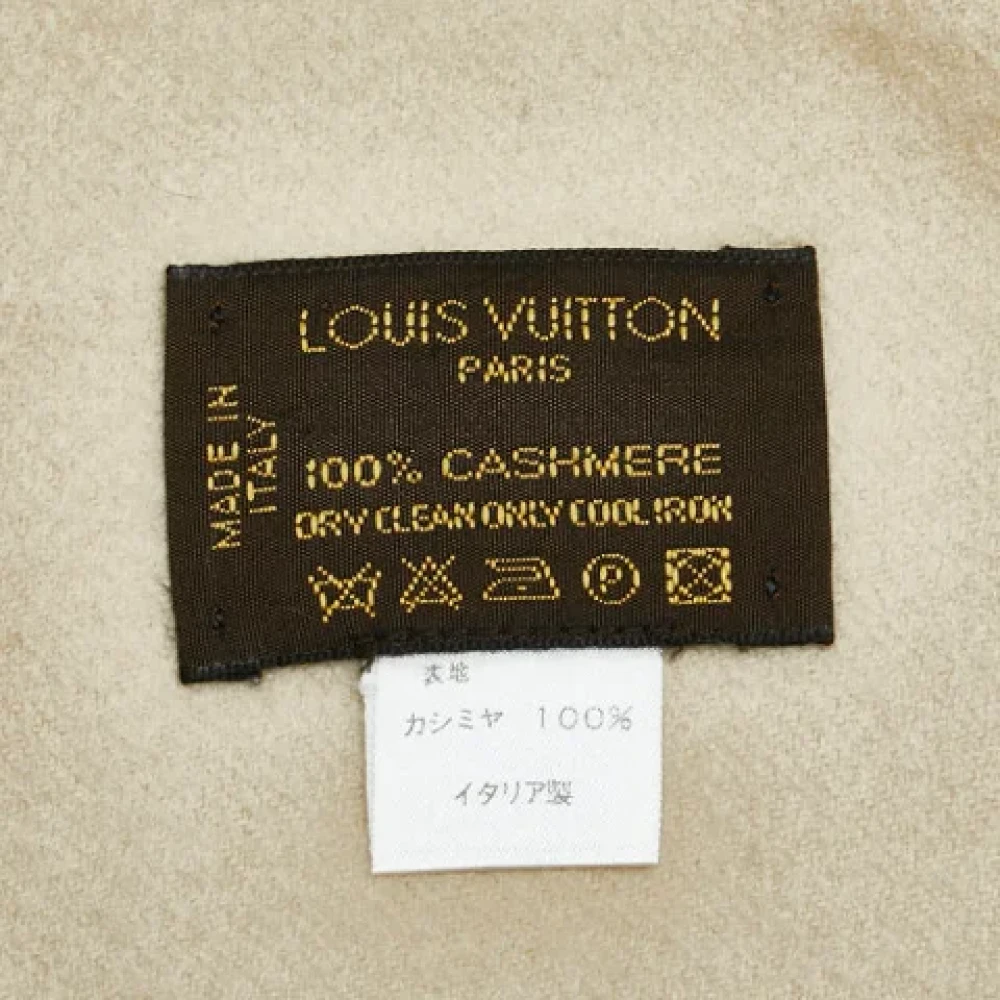 LOUIS VUITTON
PARIS
MADE IN
ITALY
100% CASHMERE
DRY CLEAN ONLY COOL IRON
P
表地
カシミヤ 100%
イタリア製